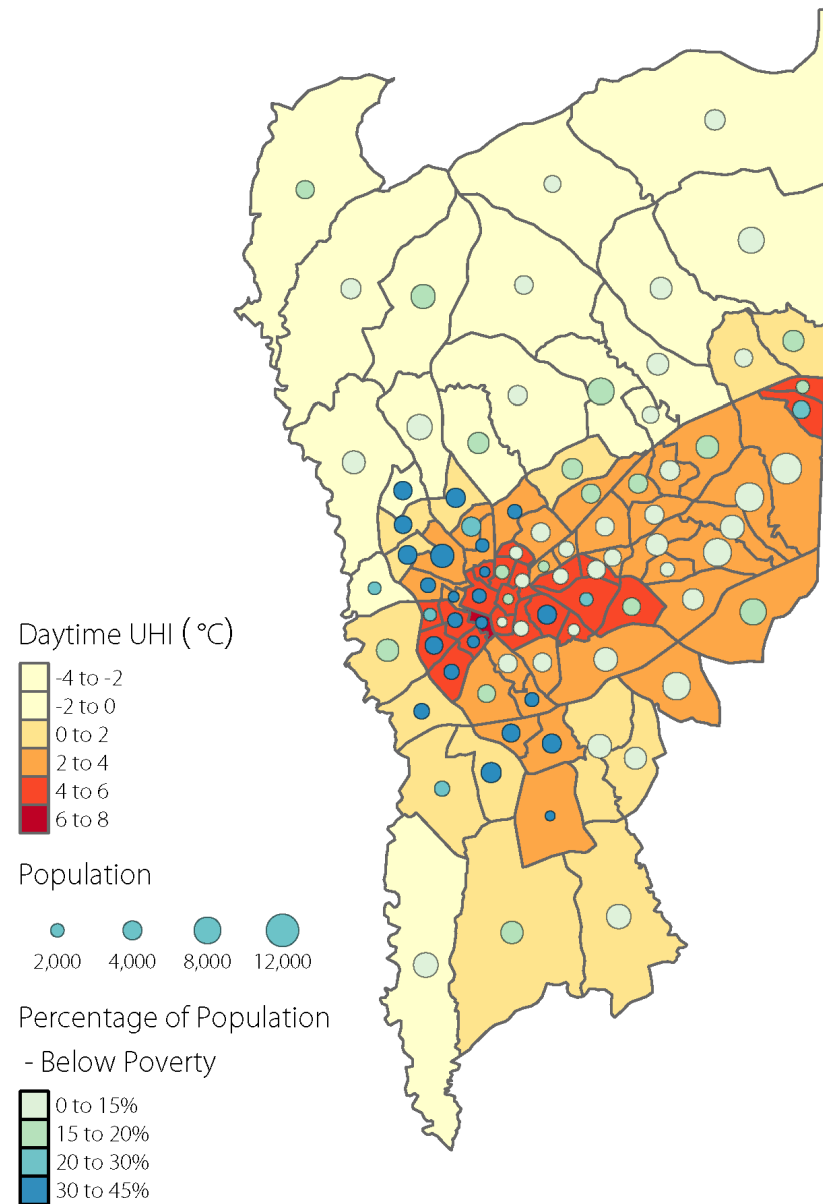 Daytime UHI ( °C)
-4 to -2
-2 to 0
0 to 2
2 to 4
4 to 6
6 to 8
Population
2,000 4,000 8,000 12,000
Percentage of Population
- Below Poverty
0 to 15%
15 to 20%
20 to 30%
30 to 45%